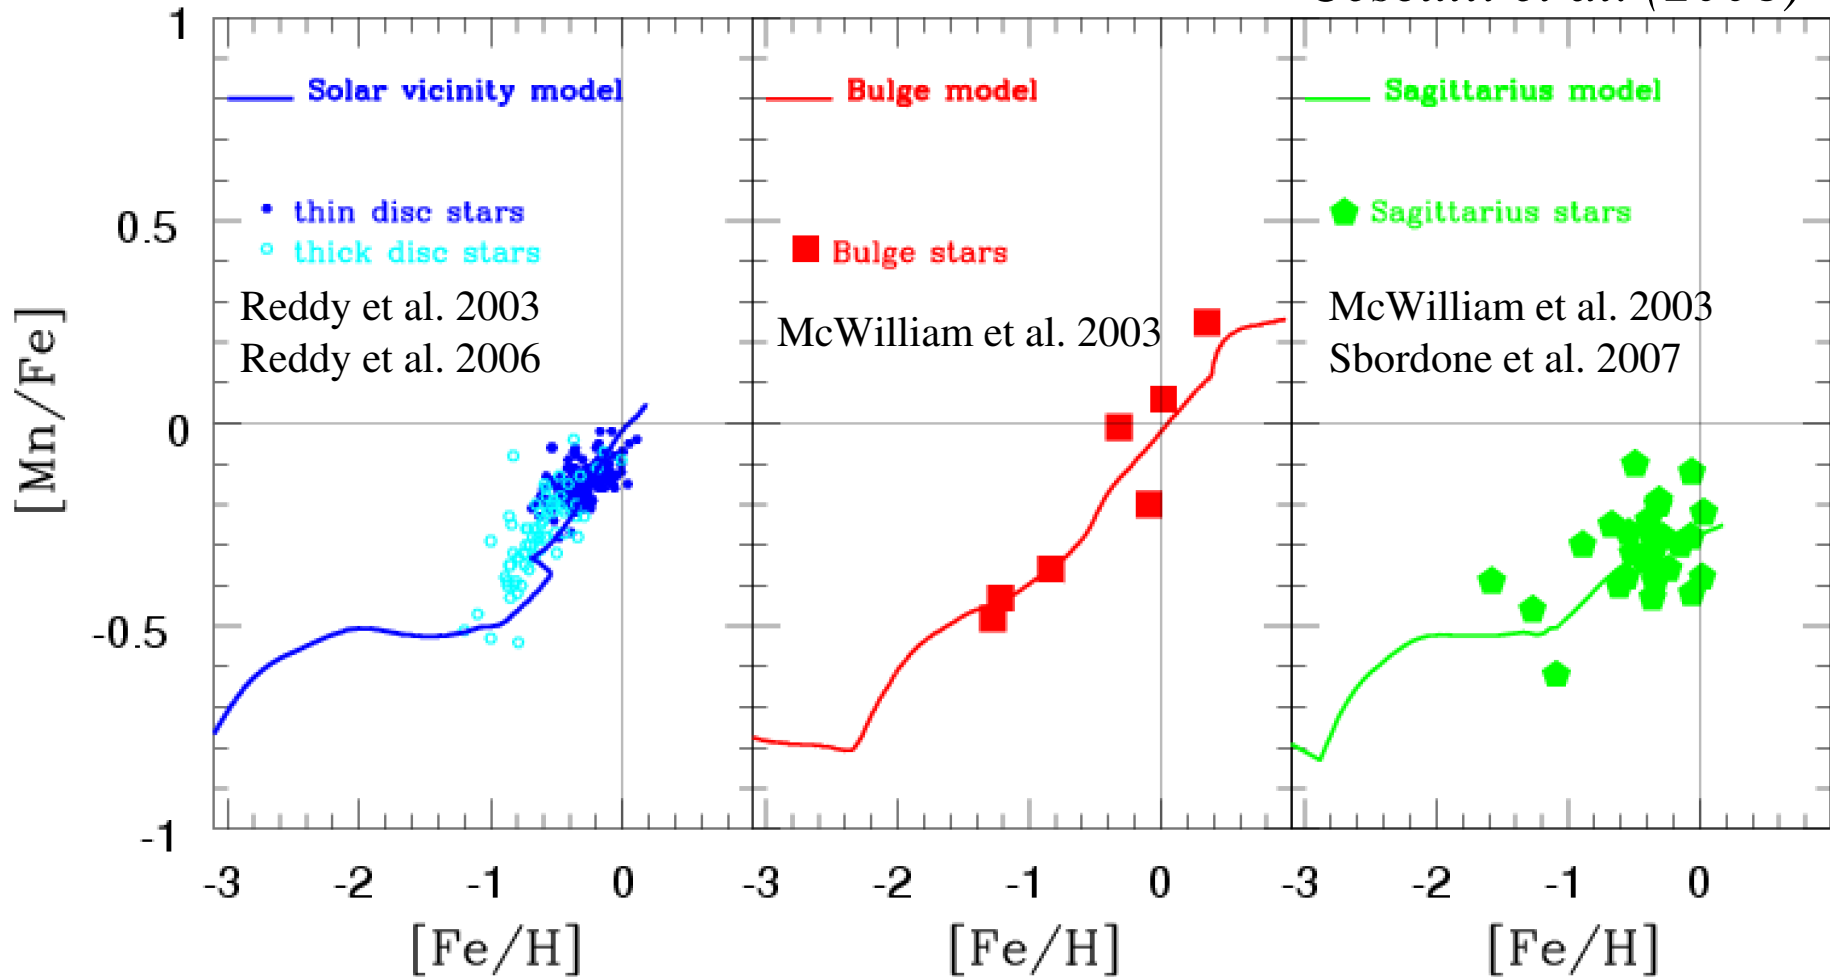 Solar vicinity model
thin disc stars
thick disc stars
Reddy et al. 2003
Reddy et al. 2006
Bulge model
Bulge stars
McWilliam et al. 2003
Sagittarius model
Sagittarius stars
McWilliam et al. 2003
Sbordone et al. 2007
[Mn/Fe]
1
0.5
0
-0.5
-1
-3 -2 -1 0 -3 -2 -1 0 -3 -2 -1 0
[Fe/H] [Fe/H] [Fe/H]